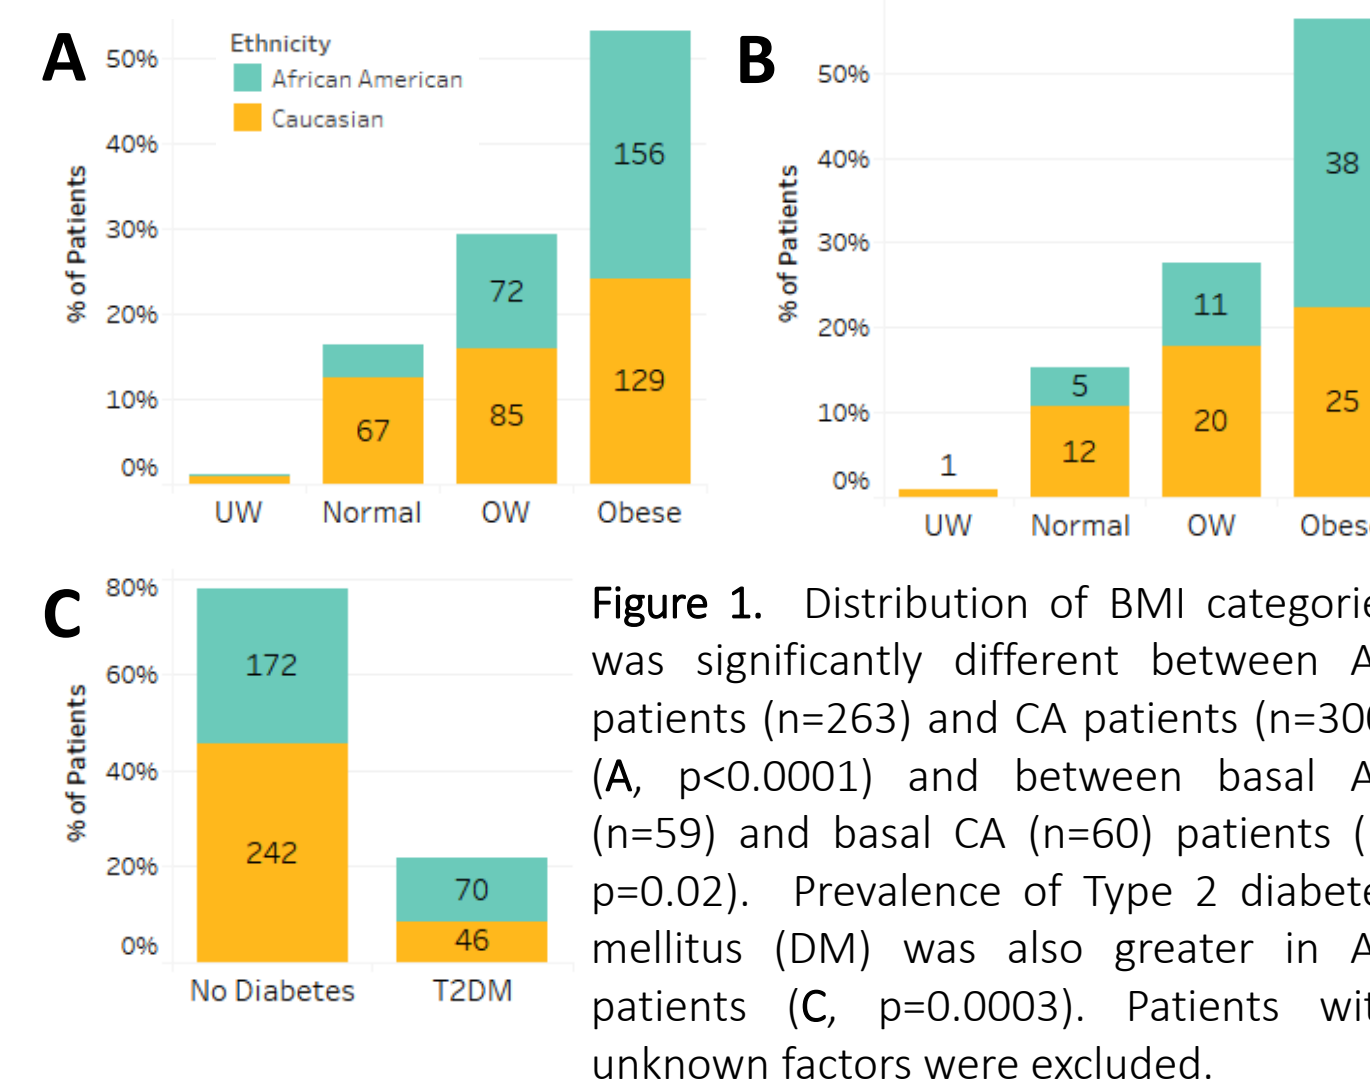 A
Ethnicity
African American
Caucasian
% of Patients
50%
40%
30%
20%
10%
0%
156
129
72
85
67
UW Normal OW Obese
B
% of Patients
50%
40%
30%
20%
10%
0%
38
25
11
20
5
12
1
UW Normal OW Obes
C
% of Patients
80%
60%
40%
20%
0%
172
242
70
46
No Diabetes T2DM
Figure 1. Distribution of BMI categorie
was significantly different between A
patients (n=263) and CA patients (n=300
(A, p<0.0001) and between basal A
(n=59) and basal CA (n=60) patients (
p=0.02). Prevalence of Type 2 diabete
mellitus (DM) was also greater in A
patients (C, p=0.0003). Patients wit
unknown factors were excluded.